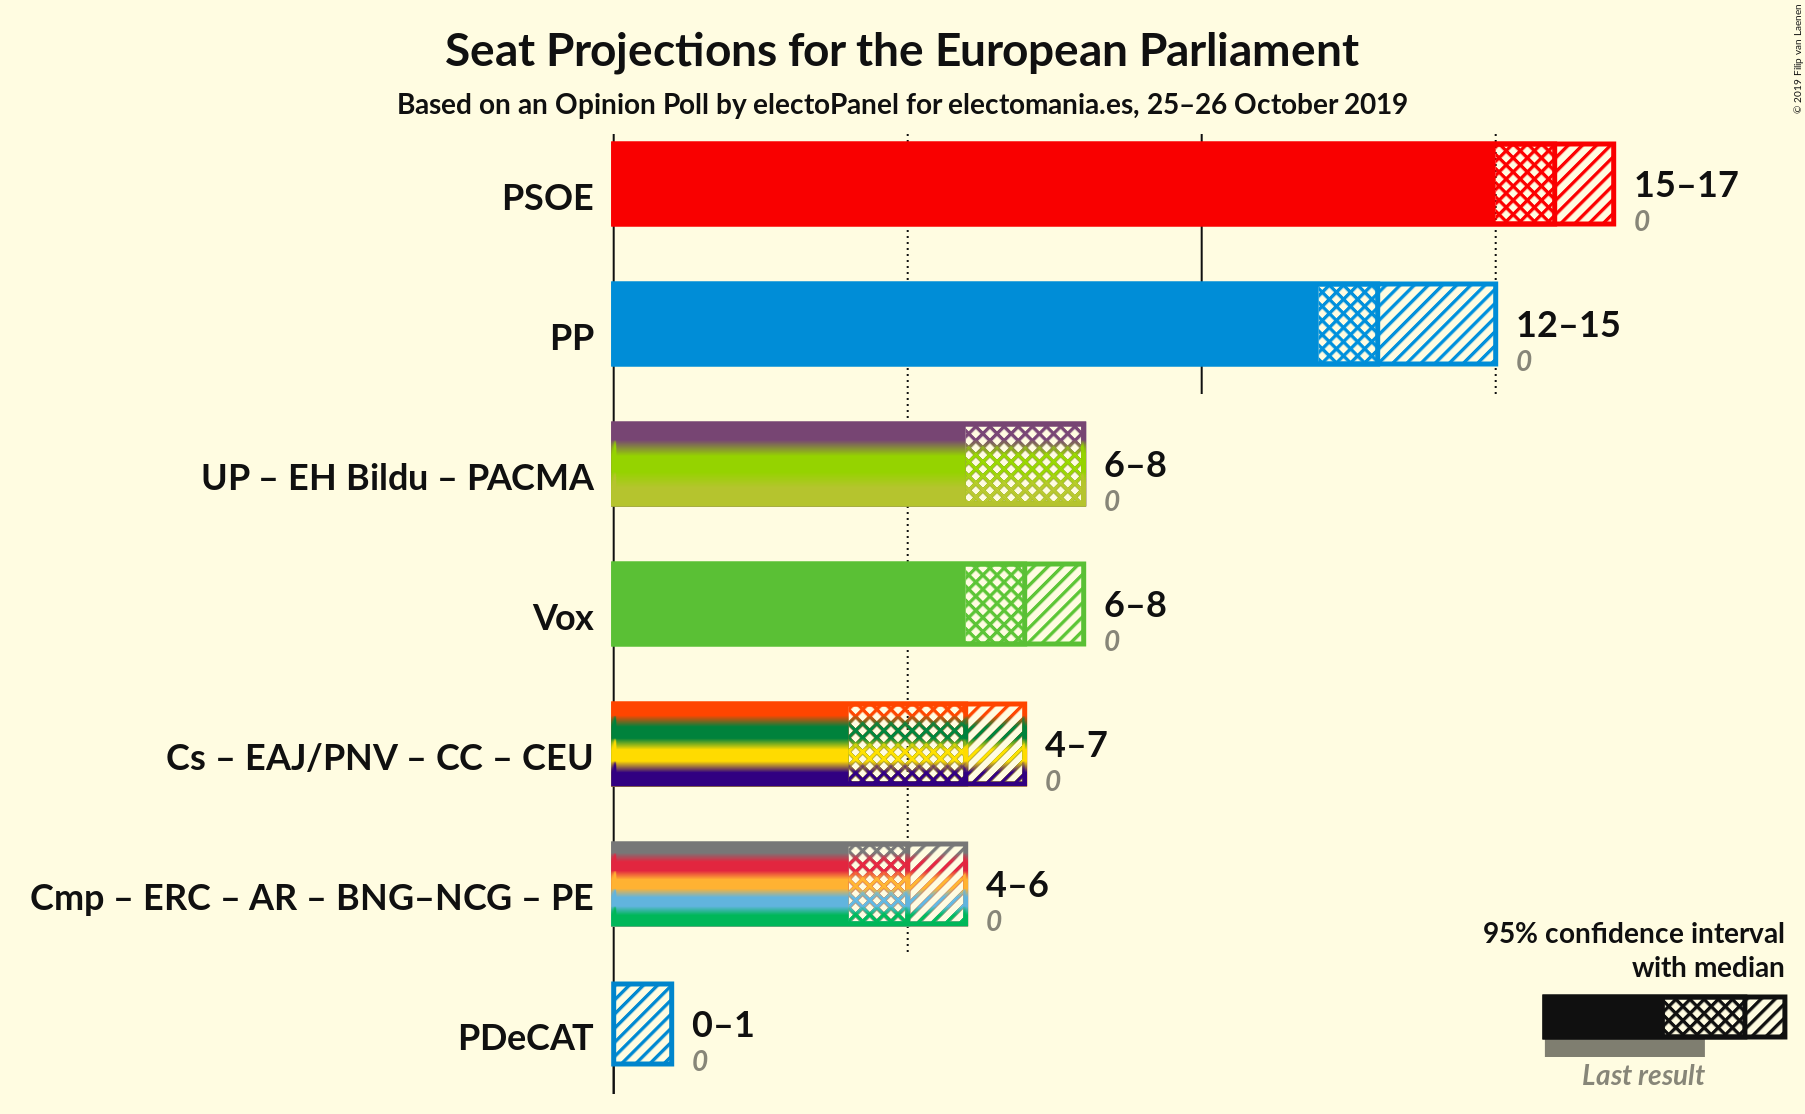 Seat Projections for the European Parliament
Based on an Opinion Poll by electoPanel for electomania.es, 25–26 October 2019
© 2019 Filip van Laenen
PSOE
15–17
0
PP
12–15
0
UP – EH Bildu – PACMA
6–8
0
Vox
6–8
0
Cs – EAJ/PNV – CC – CEU
4–7
0
Cmp – ERC – AR – BNG–NCG – PE
4–6
0
PDeCAT
0–1
0
95% confidence interval
with median
Last result